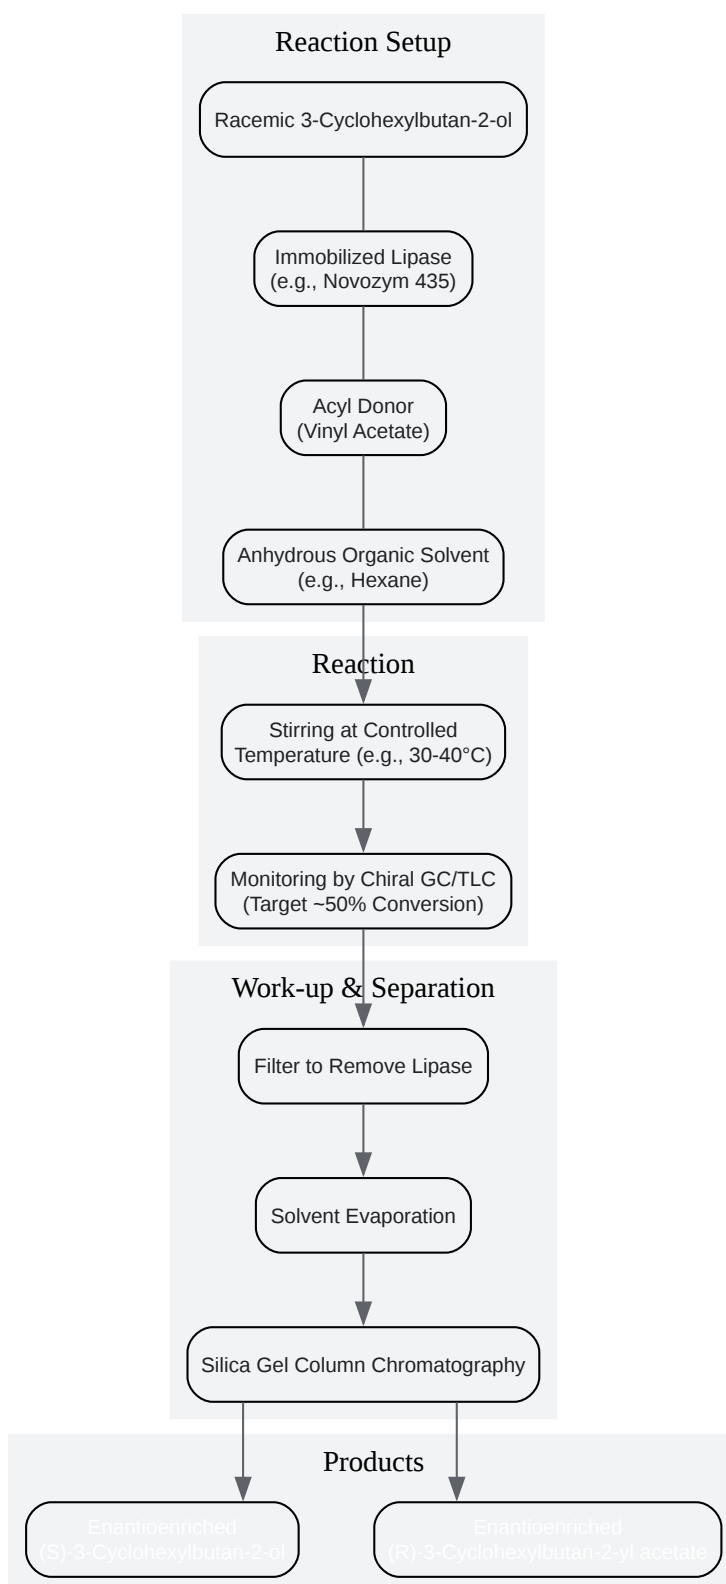 Reaction Setup
Racemic 3-Cyclohexylbutan-2-ol
Immobilized Lipase
(e.g., Novozym 435)
Acyl Donor
(Vinyl Acetate)
Anhydrous Organic Solvent
(e.g., Hexane)
Reaction
Stirring at Controlled
Temperature (e.g., 30-40°C)
Monitoring by Chiral GC/TLC
(Target ~50% Conversion)
Work-up & Separation
Filter to Remove Lipase
Solvent Evaporation
Silica Gel Column Chromatography
Products
Enantioenriched
(S)-3-Cyclohexylbutan-2-ol
Enantioenriched
(R)-3-Cyclohexylbutan-2-yl acetate